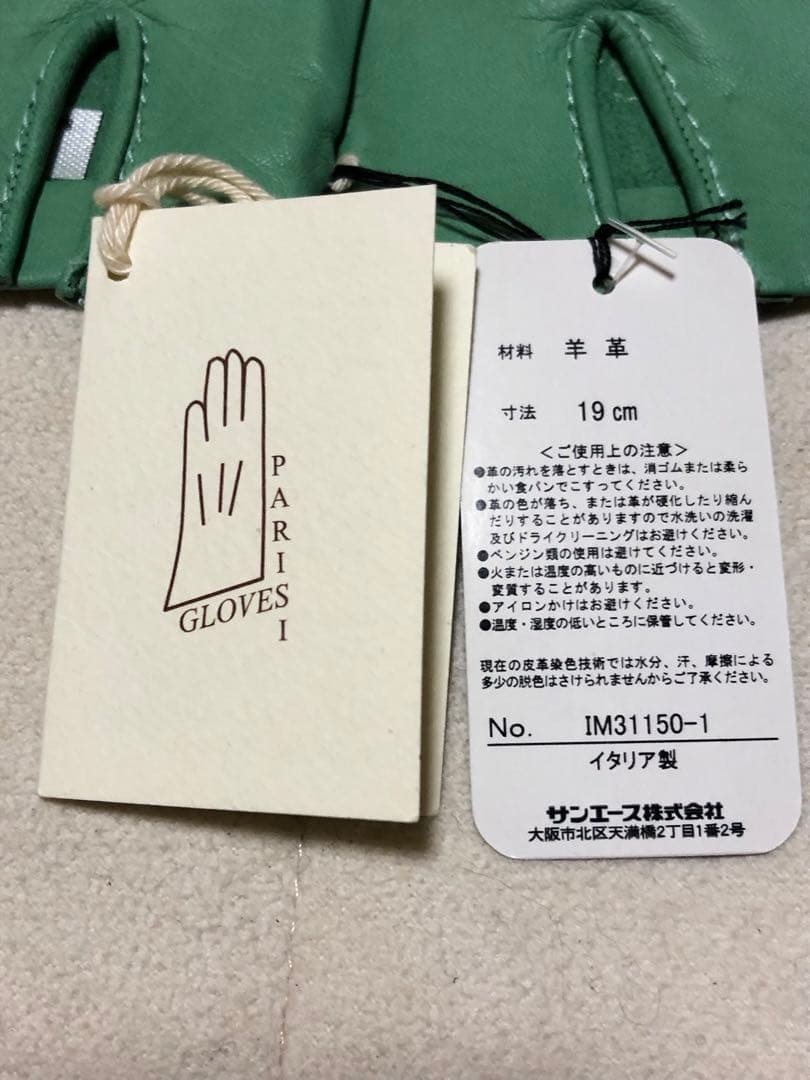 PARISI
GLOVES
材料 羊革
寸法 19cm
<ご使用上の注意>
●革の汚れを落とすときは、消ゴムまたは柔ら
かい食パンでこすってください。
●革の色が落ち、または革が硬化したり縮ん
だりすることがありますので水洗いの洗濯
及びドライクリーニングはお避けください。
●ベンジン類の使用は避けてください。
●火または温度の高いものに近づけると変形・
変質することがあります。
●アイロンかけはお避けください。
●温度・湿度の低いところに保管してください。
現在の皮革染色技術では水分、汗、摩擦による
多少の脱色はさけられませんからご了承ください。
No. IM31150-1
イタリア製
サンエース株式会社
大阪市北区天満橋2丁目1番2号